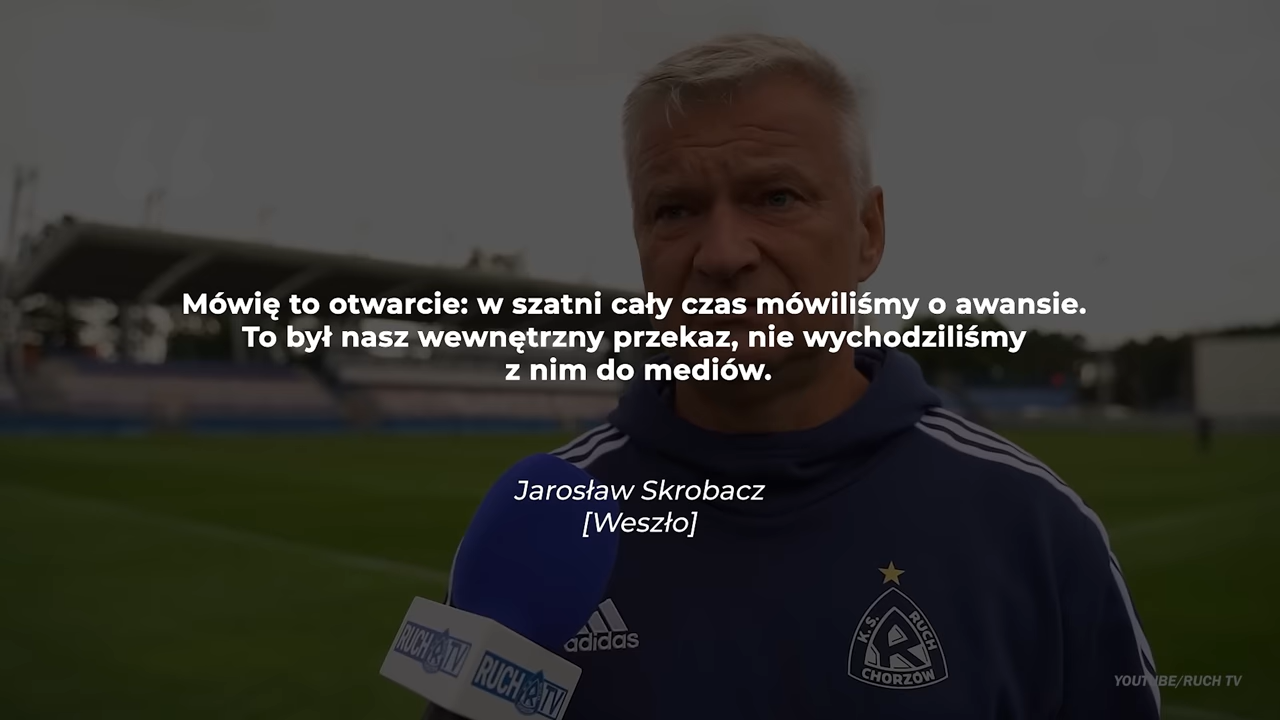 Mówię to otwarcie: w szatni cały czas mówiliśmy o awansie.
To był nasz wewnętrzny przekaz, nie wychodziliśmy
z nim do mediów.
Jarosław Skrobacz
[Weszło]
adidas
K.S. RUCH
CHORZÓW
RUCH TV
RUCH TV
YOUTUBE/RUCH TV